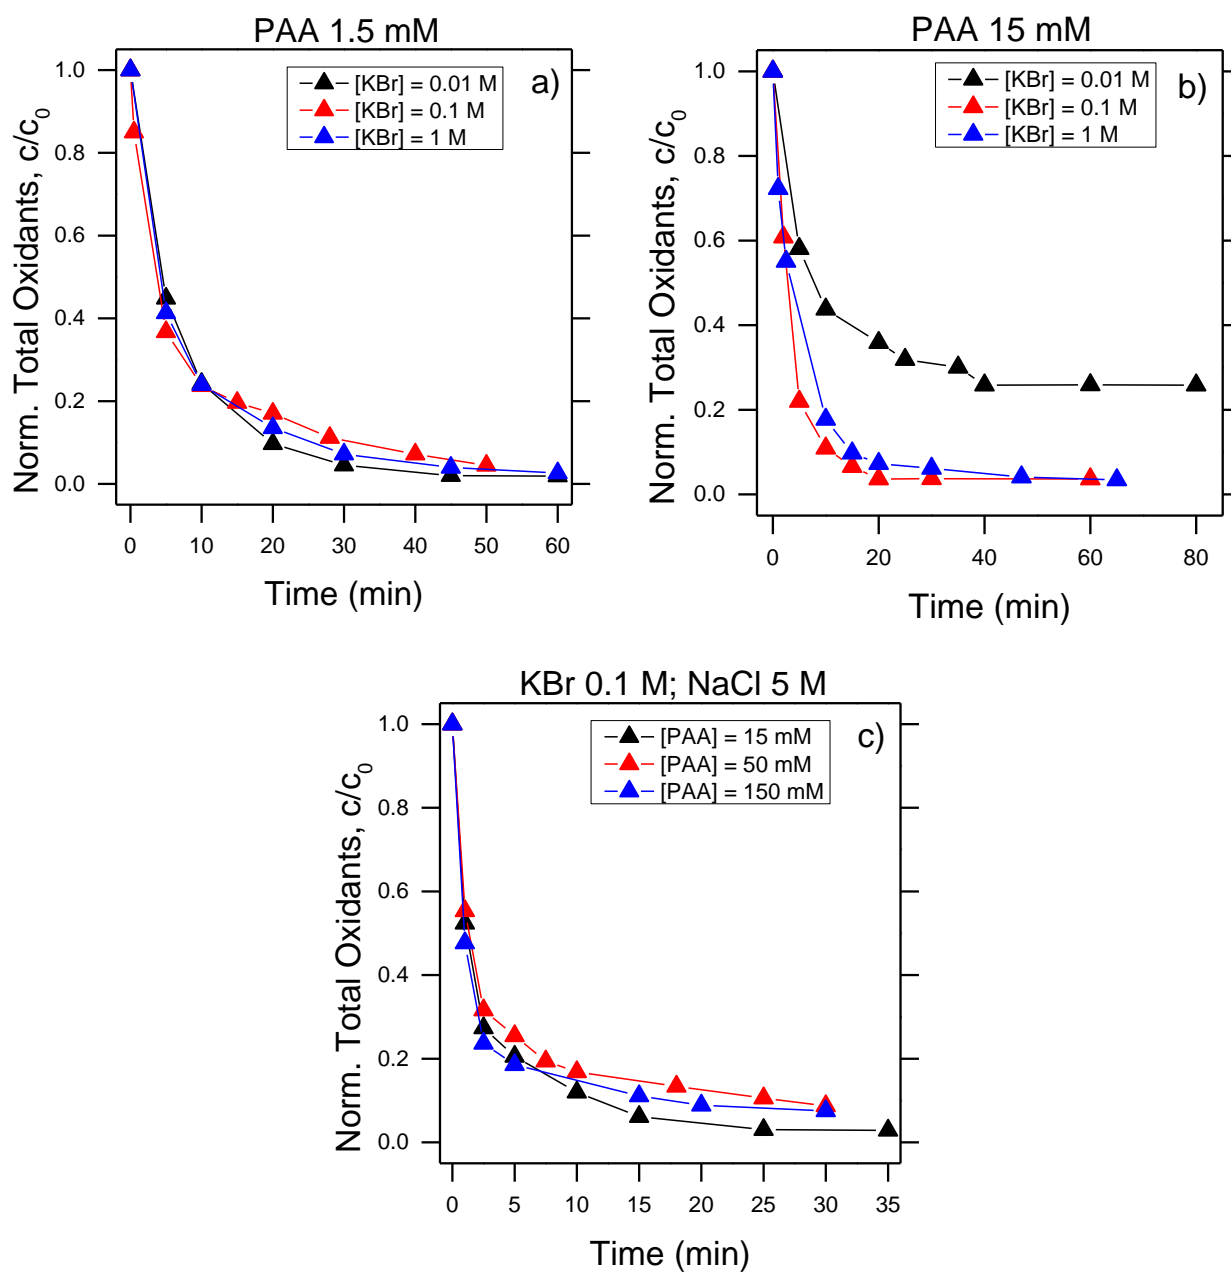 PAA 1.5 mM
a)
[KBr] = 0.01 M
[KBr] = 0.1 M
[KBr] = 1 M
Norm. Total Oxidants, c/c0
1.0
0.8
0.6
0.4
0.2
0.0
0 10 20 30 40 50 60
Time (min)
PAA 15 mM
b)
[KBr] = 0.01 M
[KBr] = 0.1 M
[KBr] = 1 M
Norm. Total Oxidants, c/c0
1.0
0.8
0.6
0.4
0.2
0.0
0 20 40 60 80
Time (min)
KBr 0.1 M; NaCl 5 M
c)
[PAA] = 15 mM
[PAA] = 50 mM
[PAA] = 150 mM
Norm. Total Oxidants, c/c0
1.0
0.8
0.6
0.4
0.2
0.0
0 5 10 15 20 25 30 35
Time (min)